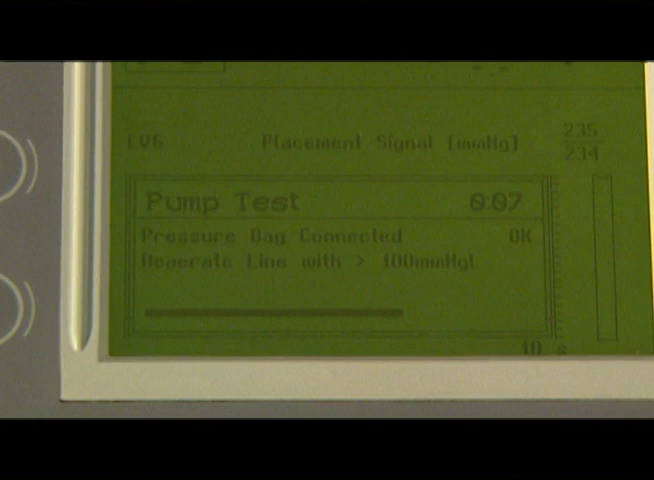 LV6 Placement Signal [mmHg] 235
234
Pump Test 0:07
Pressure Bag Connected OK
Deaerate Line with > 100mmHg!
10 s